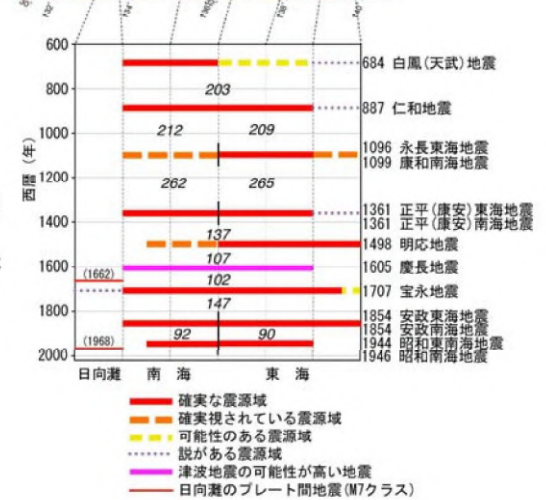 132°
134°
136°
138°
140°
600
800
1000
1200
1400
1600
1800
2000
西暦(年)
203
212 209
262 265
137
107
102
147
92 90
(1662)
(1968)
684 白鳳(天武)地震
887 仁和地震
1096 永長東海地震
1099 康和南海地震
1361 正平(康安)東海地震
1361 正平(康安)南海地震
1498 明応地震
1605 慶長地震
1707 宝永地震
1854 安政東海地震
1854 安政南海地震
1944 昭和東南海地震
1946 昭和南海地震
日向灘 南 海 東 海
確実な震源域
確実視されている震源域
可能性のある震源域
説がある震源域
津波地震の可能性が高い地震
日向灘のプレート間地震(M7クラス)